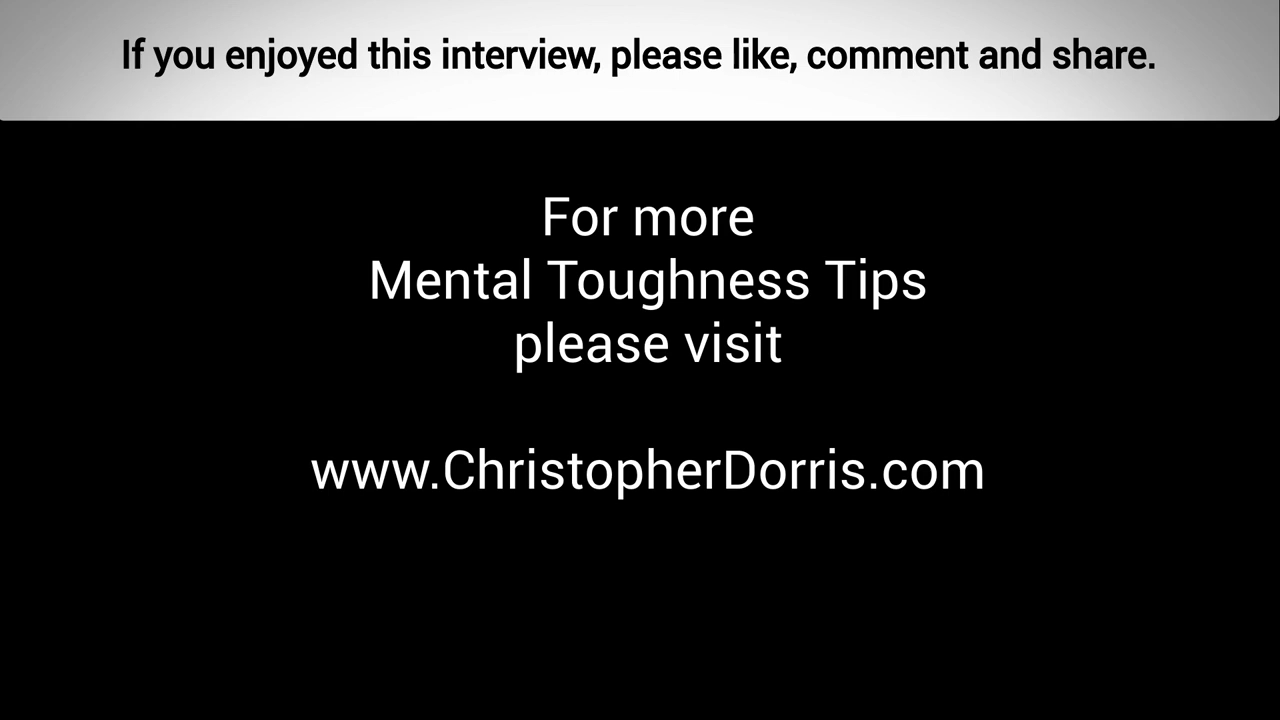 If you enjoyed this interview, please like, comment and share.
For more
Mental Toughness Tips
please visit
www.ChristopherDorris.com